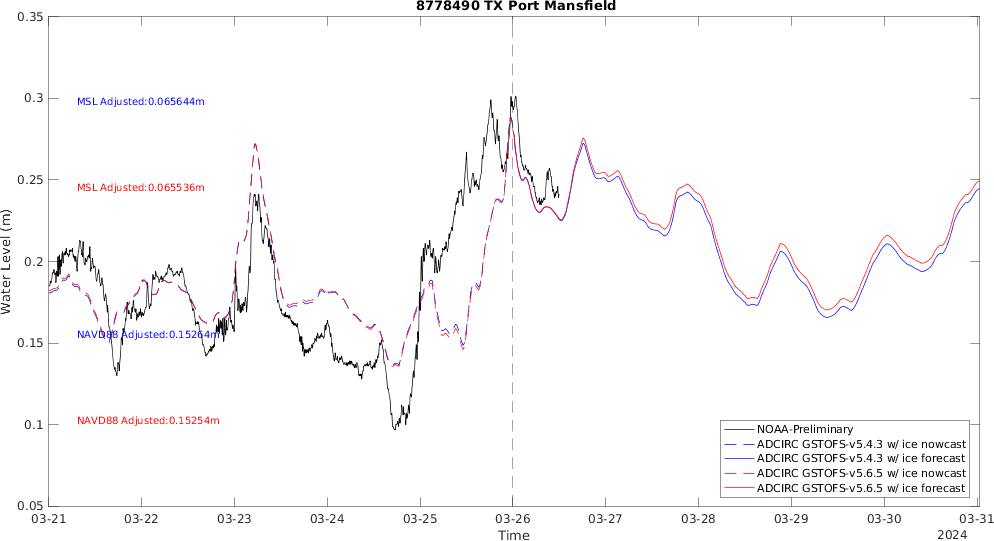 8778490 TX Port Mansfield
0.35
0.3
0.25
0.2
0.15
0.1
0.05
Water Level (m)
MSL Adjusted:0.065644m
MSL Adjusted:0.065536m
NAVD88 Adjusted:0.15264m
NAVD88 Adjusted:0.15254m
NOAA-Preliminary
ADCIRC GSTOFS-v5.4.3 w/ ice nowcast
ADCIRC GSTOFS-v5.4.3 w/ ice forecast
ADCIRC GSTOFS-v5.6.5 w/ ice nowcast
ADCIRC GSTOFS-v5.6.5 w/ ice forecast
03-21 03-22 03-23 03-24 03-25 03-26 03-27 03-28 03-29 03-30 03-31
Time
2024